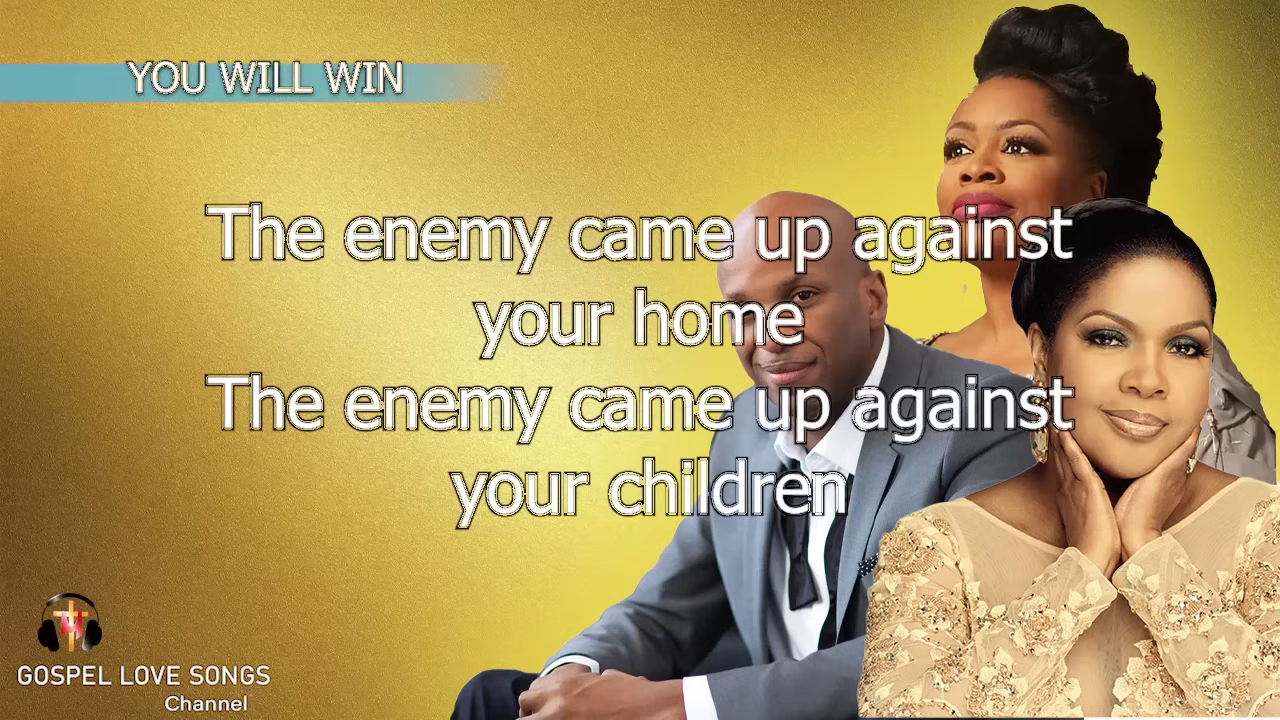 YOU WILL WIN
The enemy came up against
your home
The enemy came up against
your children
GOSPEL LOVE SONGS
Channel